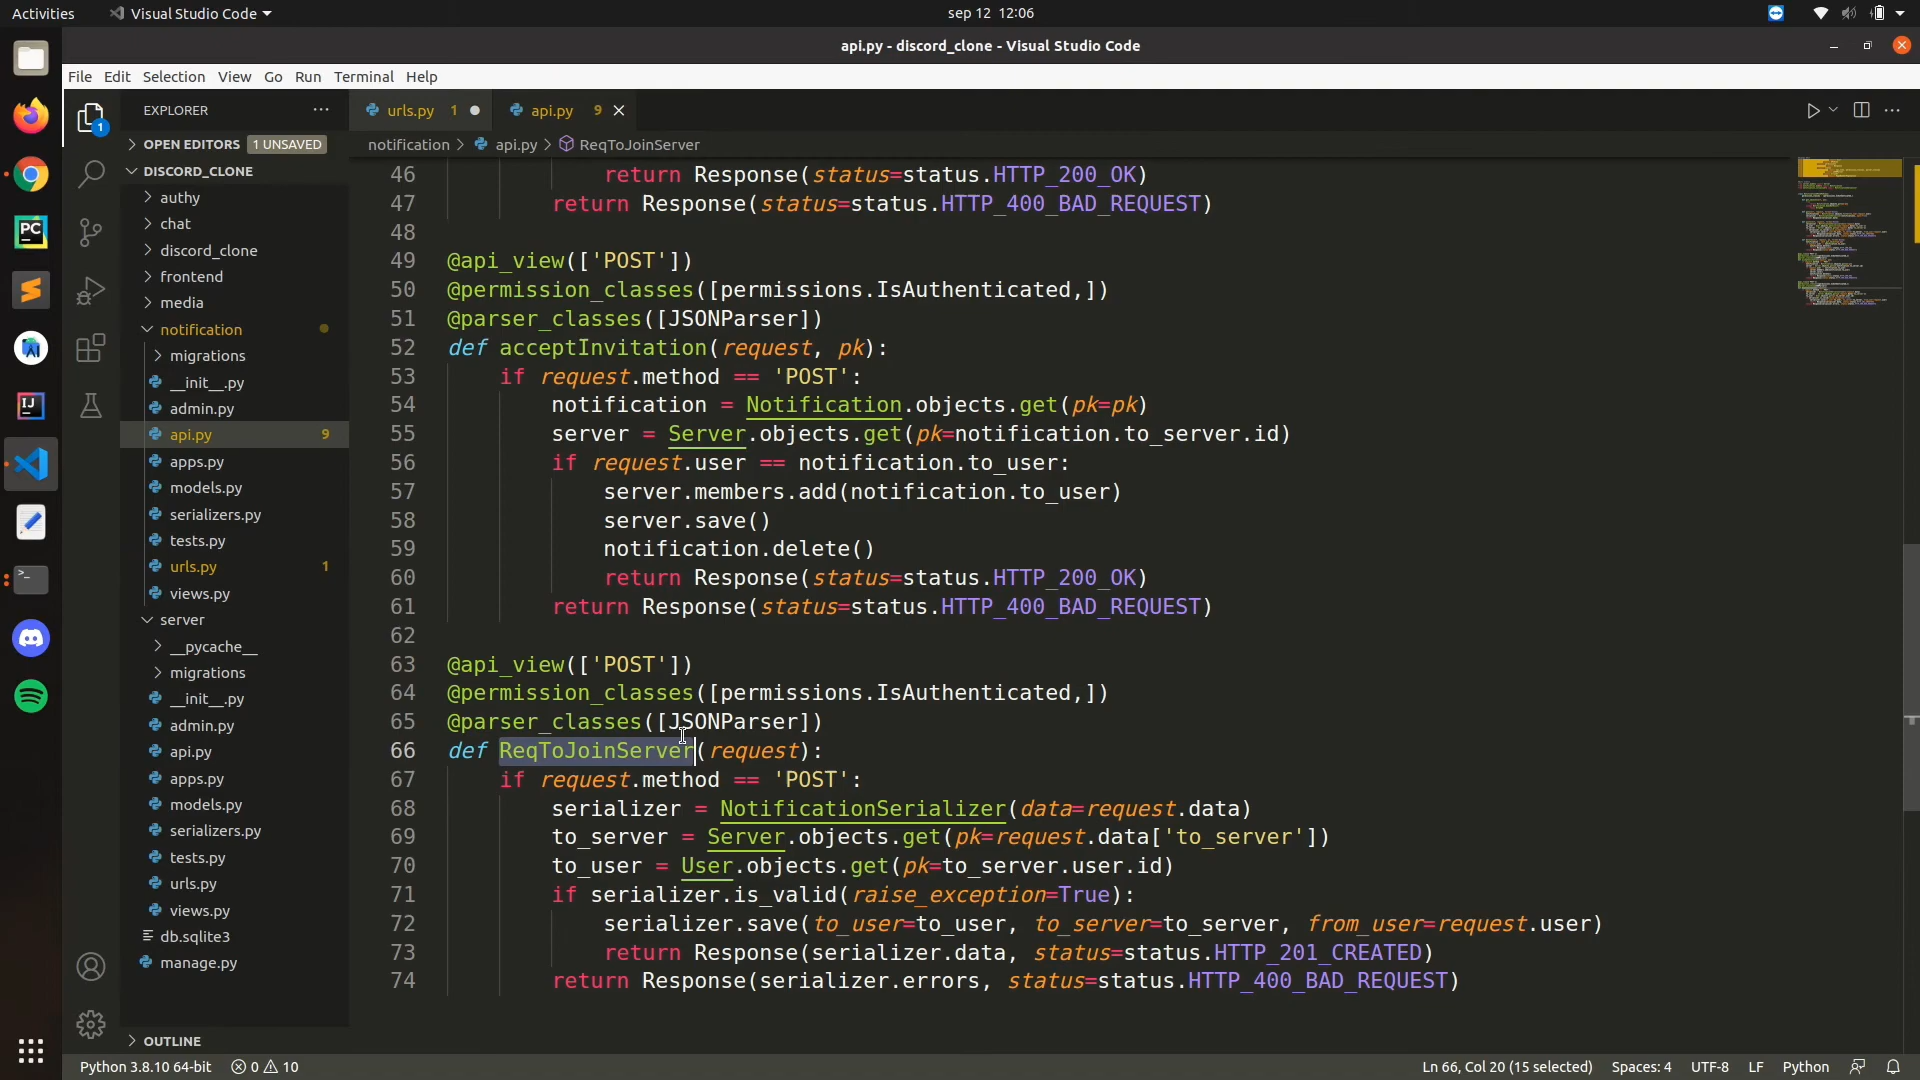 Activities
Visual Studio Code
sep 12 12:06
api.py - discord_clone - Visual Studio Code
File Edit Selection View Go Run Terminal Help
EXPLORER
urls.py 1
api.py 9
OPEN EDITORS 1 UNSAVED
notification > api.py > ReqToJoinServer
DISCORD_CLONE
authy
chat
discord_clone
frontend
media
notification
migrations
__init__.py
admin.py
api.py 9
apps.py
models.py
serializers.py
tests.py
urls.py 1
views.py
server
__pycache__
migrations
__init__.py
admin.py
api.py
apps.py
models.py
serializers.py
tests.py
urls.py
views.py
db.sqlite3
manage.py
OUTLINE
1
46 return Response(status=status.HTTP_200_OK)
47 return Response(status=status.HTTP_400_BAD_REQUEST)
48
49 @api_view(['POST'])
50 @permission_classes([permissions.IsAuthenticated,])
51 @parser_classes([JSONParser])
52 def acceptInvitation(request, pk):
53 if request.method == 'POST':
54 notification = Notification.objects.get(pk=pk)
55 server = Server.objects.get(pk=notification.to_server.id)
56 if request.user == notification.to_user:
57 server.members.add(notification.to_user)
58 server.save()
59 notification.delete()
60 return Response(status=status.HTTP_200_OK)
61 return Response(status=status.HTTP_400_BAD_REQUEST)
62
63 @api_view(['POST'])
64 @permission_classes([permissions.IsAuthenticated,])
65 @parser_classes([JSONParser])
66 def ReqToJoinServer(request):
67 if request.method == 'POST':
68 serializer = NotificationSerializer(data=request.data)
69 to_server = Server.objects.get(pk=request.data['to_server'])
70 to_user = User.objects.get(pk=to_server.user.id)
71 if serializer.is_valid(raise_exception=True):
72 serializer.save(to_user=to_user, to_server=to_server, from_user=request.user)
73 return Response(serializer.data, status=status.HTTP_201_CREATED)
74 return Response(serializer.errors, status=status.HTTP_400_BAD_REQUEST)
Python 3.8.10 64-bit 0 10
Ln 66, Col 20 (15 selected) Spaces: 4 UTF-8 LF Python